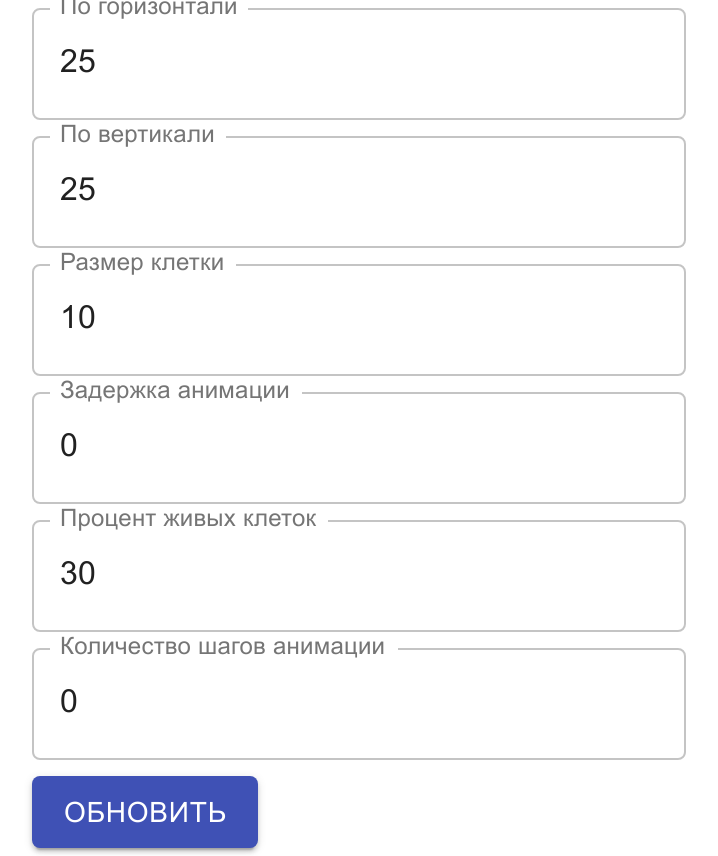 По горизонтали
25
По вертикали
25
Размер клетки
10
Задержка анимации
0
Процент живых клеток
30
Количество шагов анимации
0
ОБНОВИТЬ